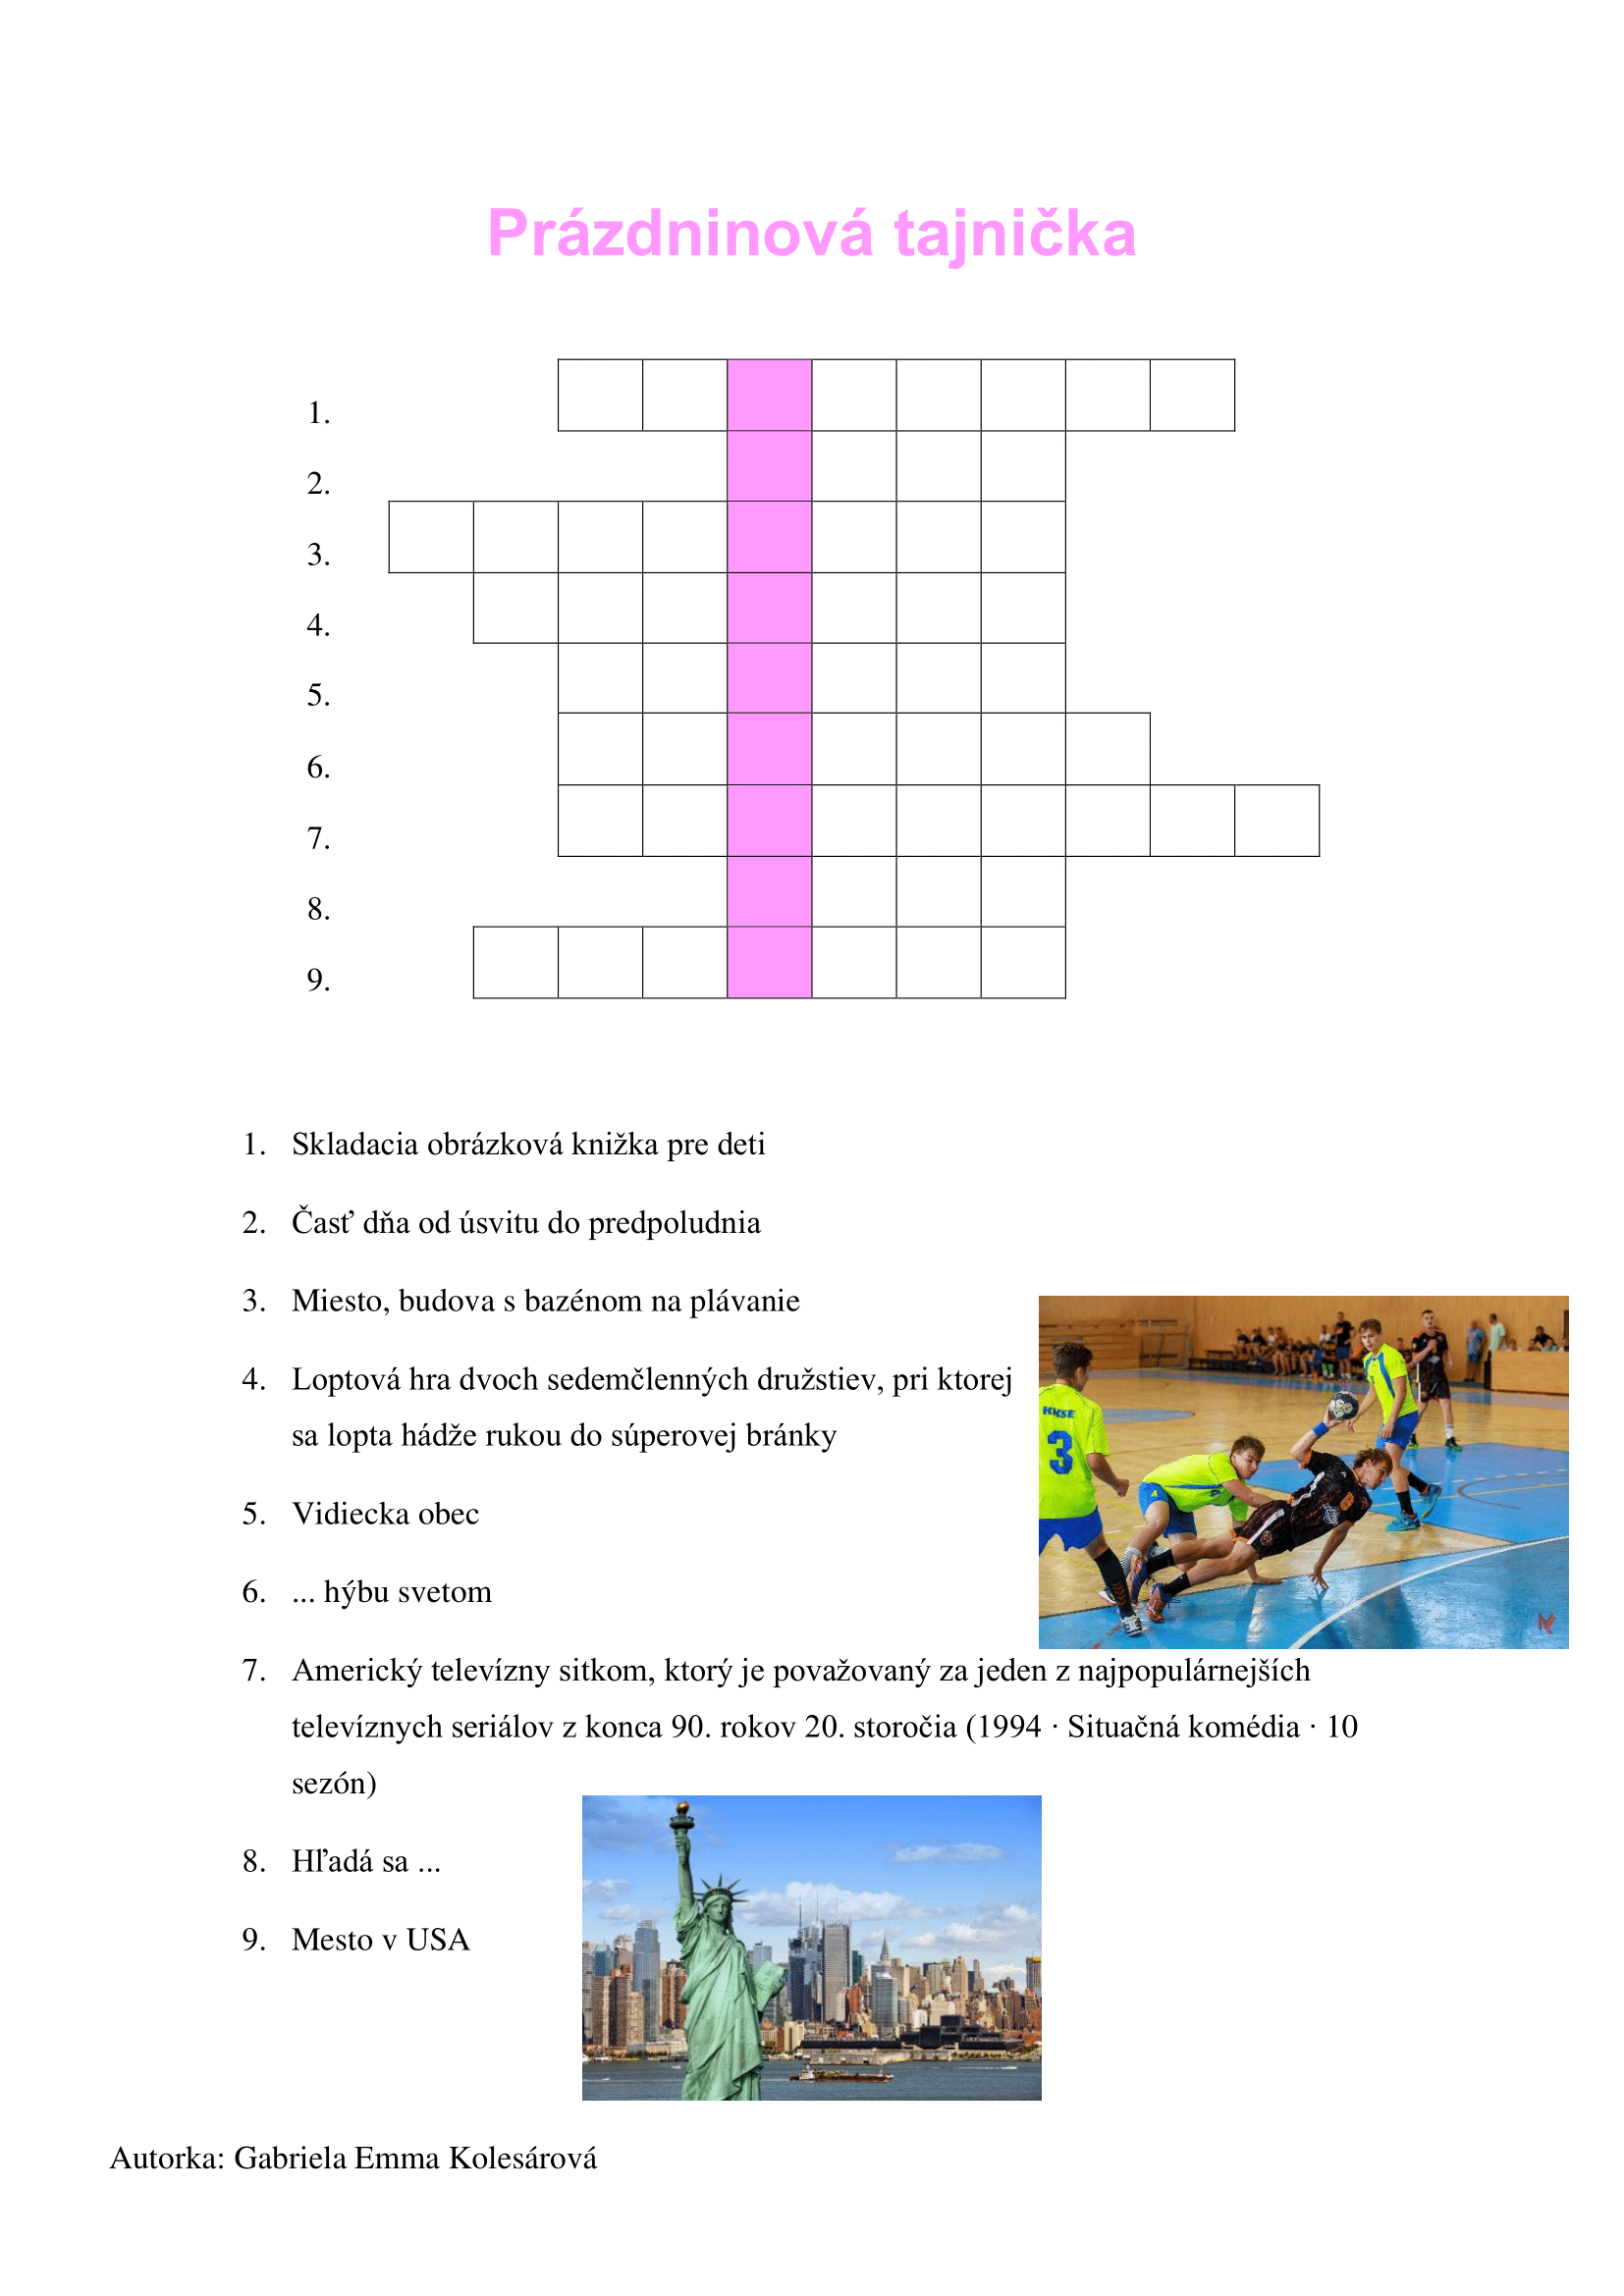 Prázdninová tajnička
1.
2.
3.
4.
5.
6.
7.
8.
9.
1. Skladacia obrázková knižka pre deti
2. Časť dňa od úsvitu do predpoludnia
3. Miesto, budova s bazénom na plávanie
4. Loptová hra dvoch sedemčlenných družstiev, pri ktorej
sa lopta hádže rukou do súperovej bránky
KKSE
3
5. Vidiecka obec
6. ... hýbu svetom
7. Americký televízny sitkom, ktorý je považovaný za jeden z najpopulárnejších
televíznych seriálov z konca 90. rokov 20. storočia (1994 · Situačná komédia · 10
sezón)
8. Hľadá sa ...
9. Mesto v USA
Autorka: Gabriela Emma Kolesárová